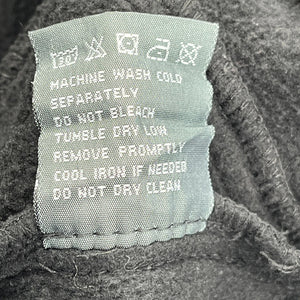 MACHINE WASH COLD
SEPARATELY
DO NOT BLEACH
TUMBLE DRY LOW
REMOVE PROMPTLY
COOL IRON IF NEEDED
DO NOT DRY CLEAN